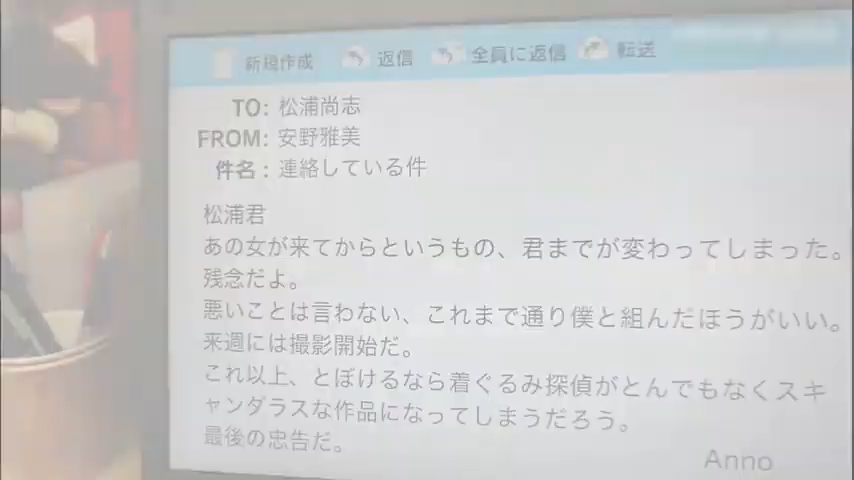 新規作成 返信 全員に返信 転送
TO: 松浦尚志
FROM: 安野雅美
件名 : 連絡している件
松浦君
あの女が来てからというもの、君までが変わってしまった。
残念だよ。
悪いことは言わない、これまで通り僕と組んだほうがいい。
来週には撮影開始だ。
これ以上、とぼけるなら着ぐるみ探偵がとんでもなくスキ
ャンダラスな作品になってしまうだろう。
最後の忠告だ。
Anno